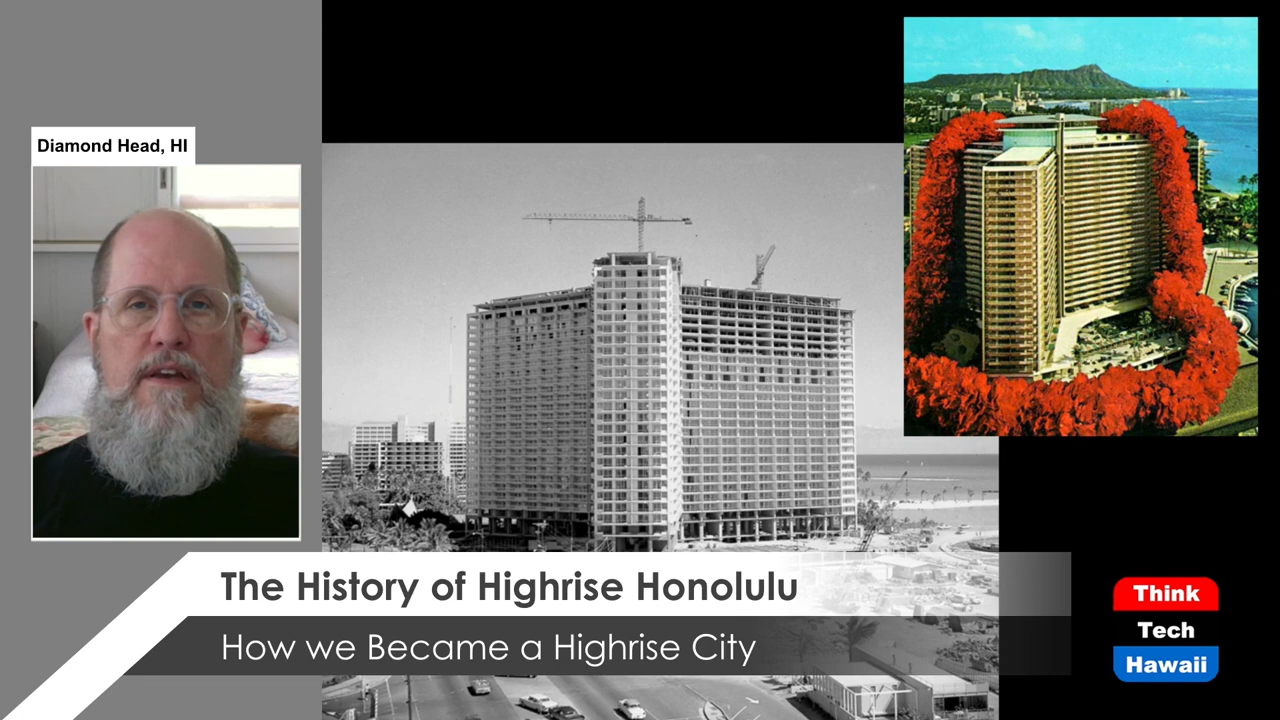 Diamond Head, HI
The History of Highrise Honolulu
How we Became a Highrise City
Think
Tech
Hawaii